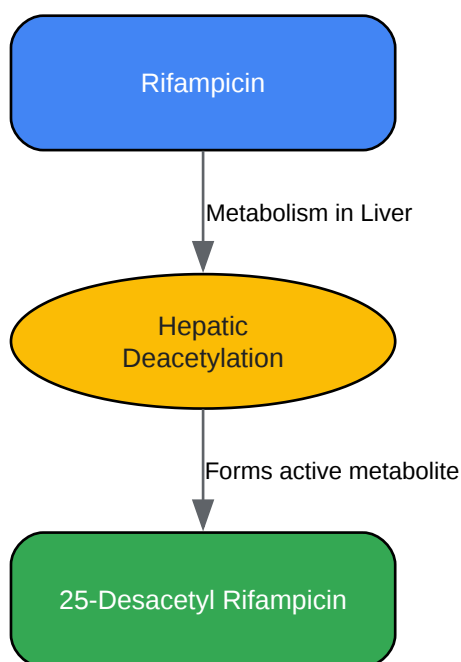 Rifampicin
Metabolism in Liver
Hepatic
Deacetylation
Forms active metabolite
25-Desacetyl Rifampicin